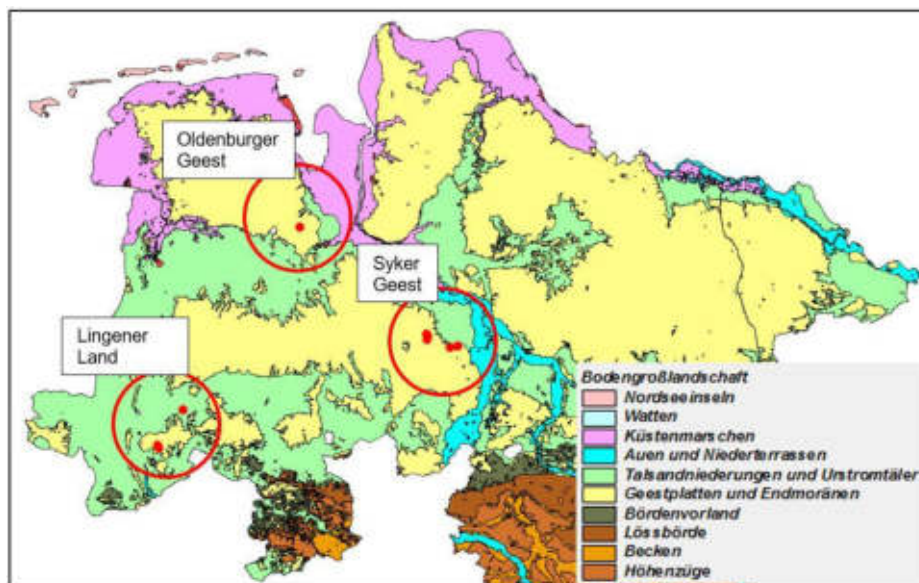 Oldenburger
Geest
Syker
Geest
Lingener
Land
Bodengroßlandschaft
Nordseeinseln
Watten
Küstenmarschen
Auen und Niederterrassen
Talsandniederungen und Urstromtäler
Geestplatten und Endmoränen
Bördenvorland
Lössbörde
Becken
Höhenzüge